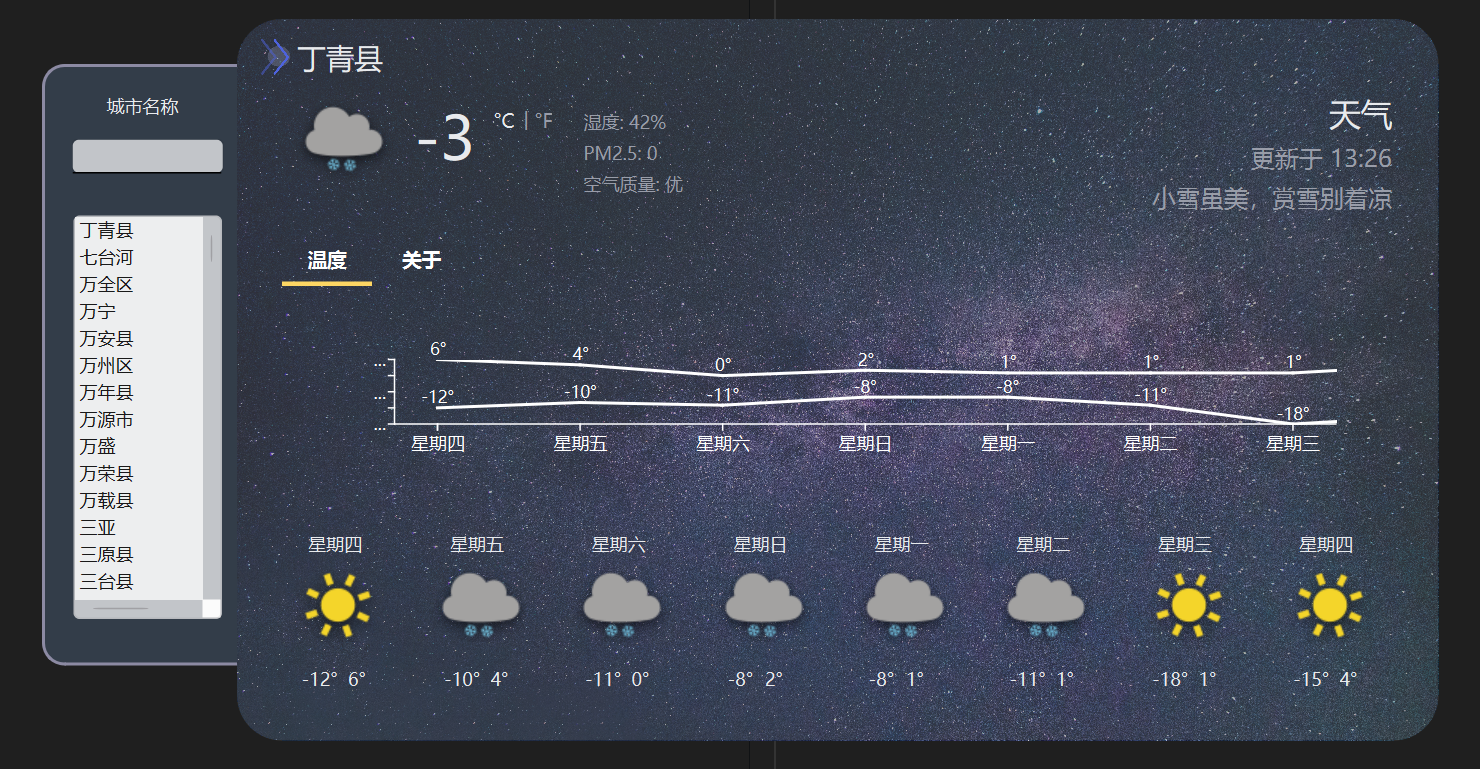 城市名称
丁青县
七台河
万全区
万宁
万安县
万州区
万年县
万源市
万盛
万荣县
万载县
三亚
三原县
三台县
丁青县
-3
°C | °F
湿度: 42%
PM2.5: 0
空气质量: 优
天气
更新于 13:26
小雪虽美，赏雪别着凉
温度 关于
6° 4° 0° 2° 1° 1° 1°
-12° -10° -11° -8° -8° -11° -18°
...
...
...
星期四 星期五 星期六 星期日 星期一 星期二 星期三
星期四 星期五 星期六 星期日 星期一 星期二 星期三 星期四
-12° 6° -10° 4° -11° 0° -8° 2° -8° 1° -11° 1° -18° 1° -15° 4°